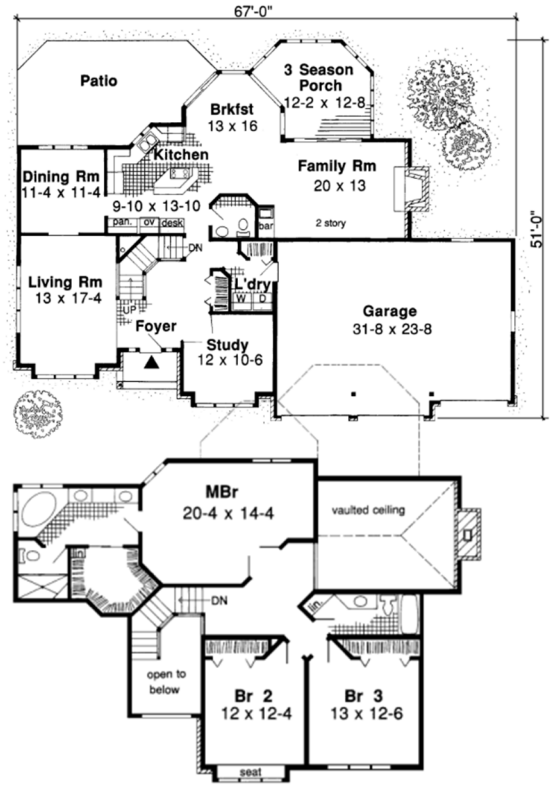 67'-0"
Patio
3 Season
Porch
12-2 x 12-8
Brkfst
13 x 16
Kitchen
Dining Rm
11-4 x 11-4
Family Rm
20 x 13
9-10 x 13-10
pan.
ov
desk
bar
2 story
51'-0"
DN
Living Rm
13 x 17-4
L'dry
W
D
UP
Foyer
Garage
31-8 x 23-8
Study
12 x 10-6
MBr
20-4 x 14-4
vaulted ceiling
DN
lin.
open to
below
Br 2
12 x 12-4
Br 3
13 x 12-6
seat